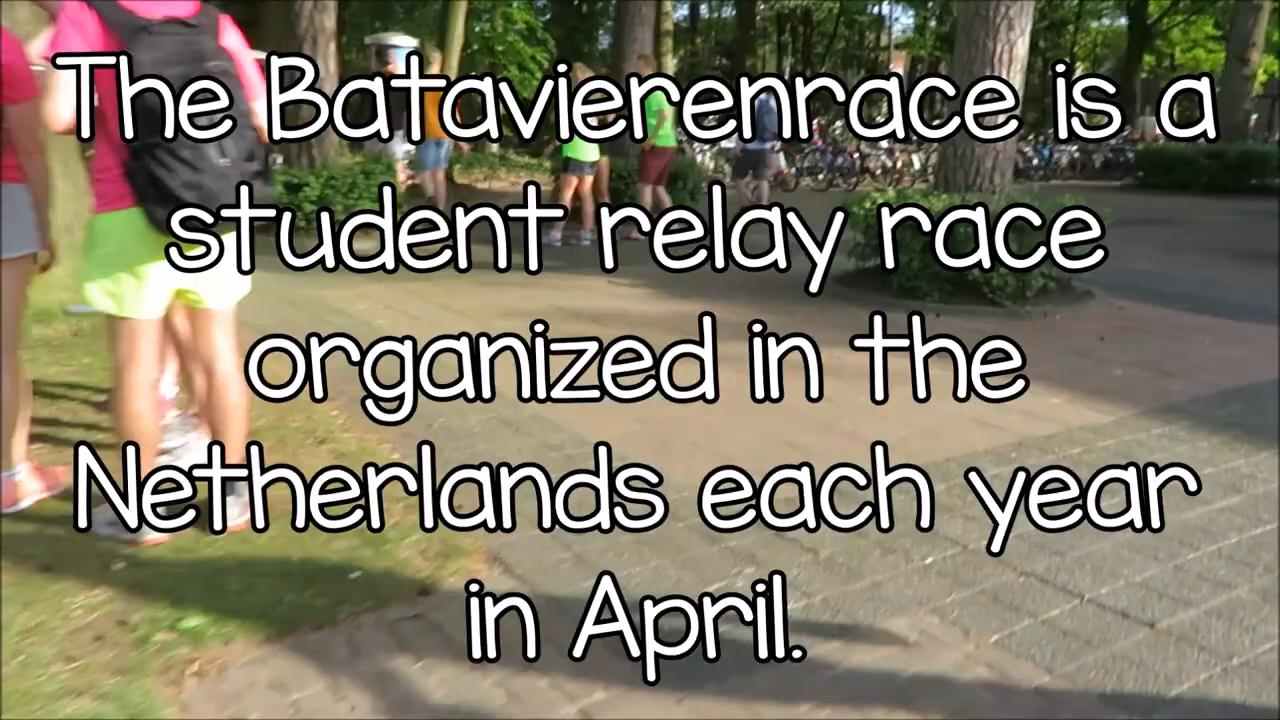 The Batavierenrace is a
student relay race
organized in the
Netherlands each year
in April.